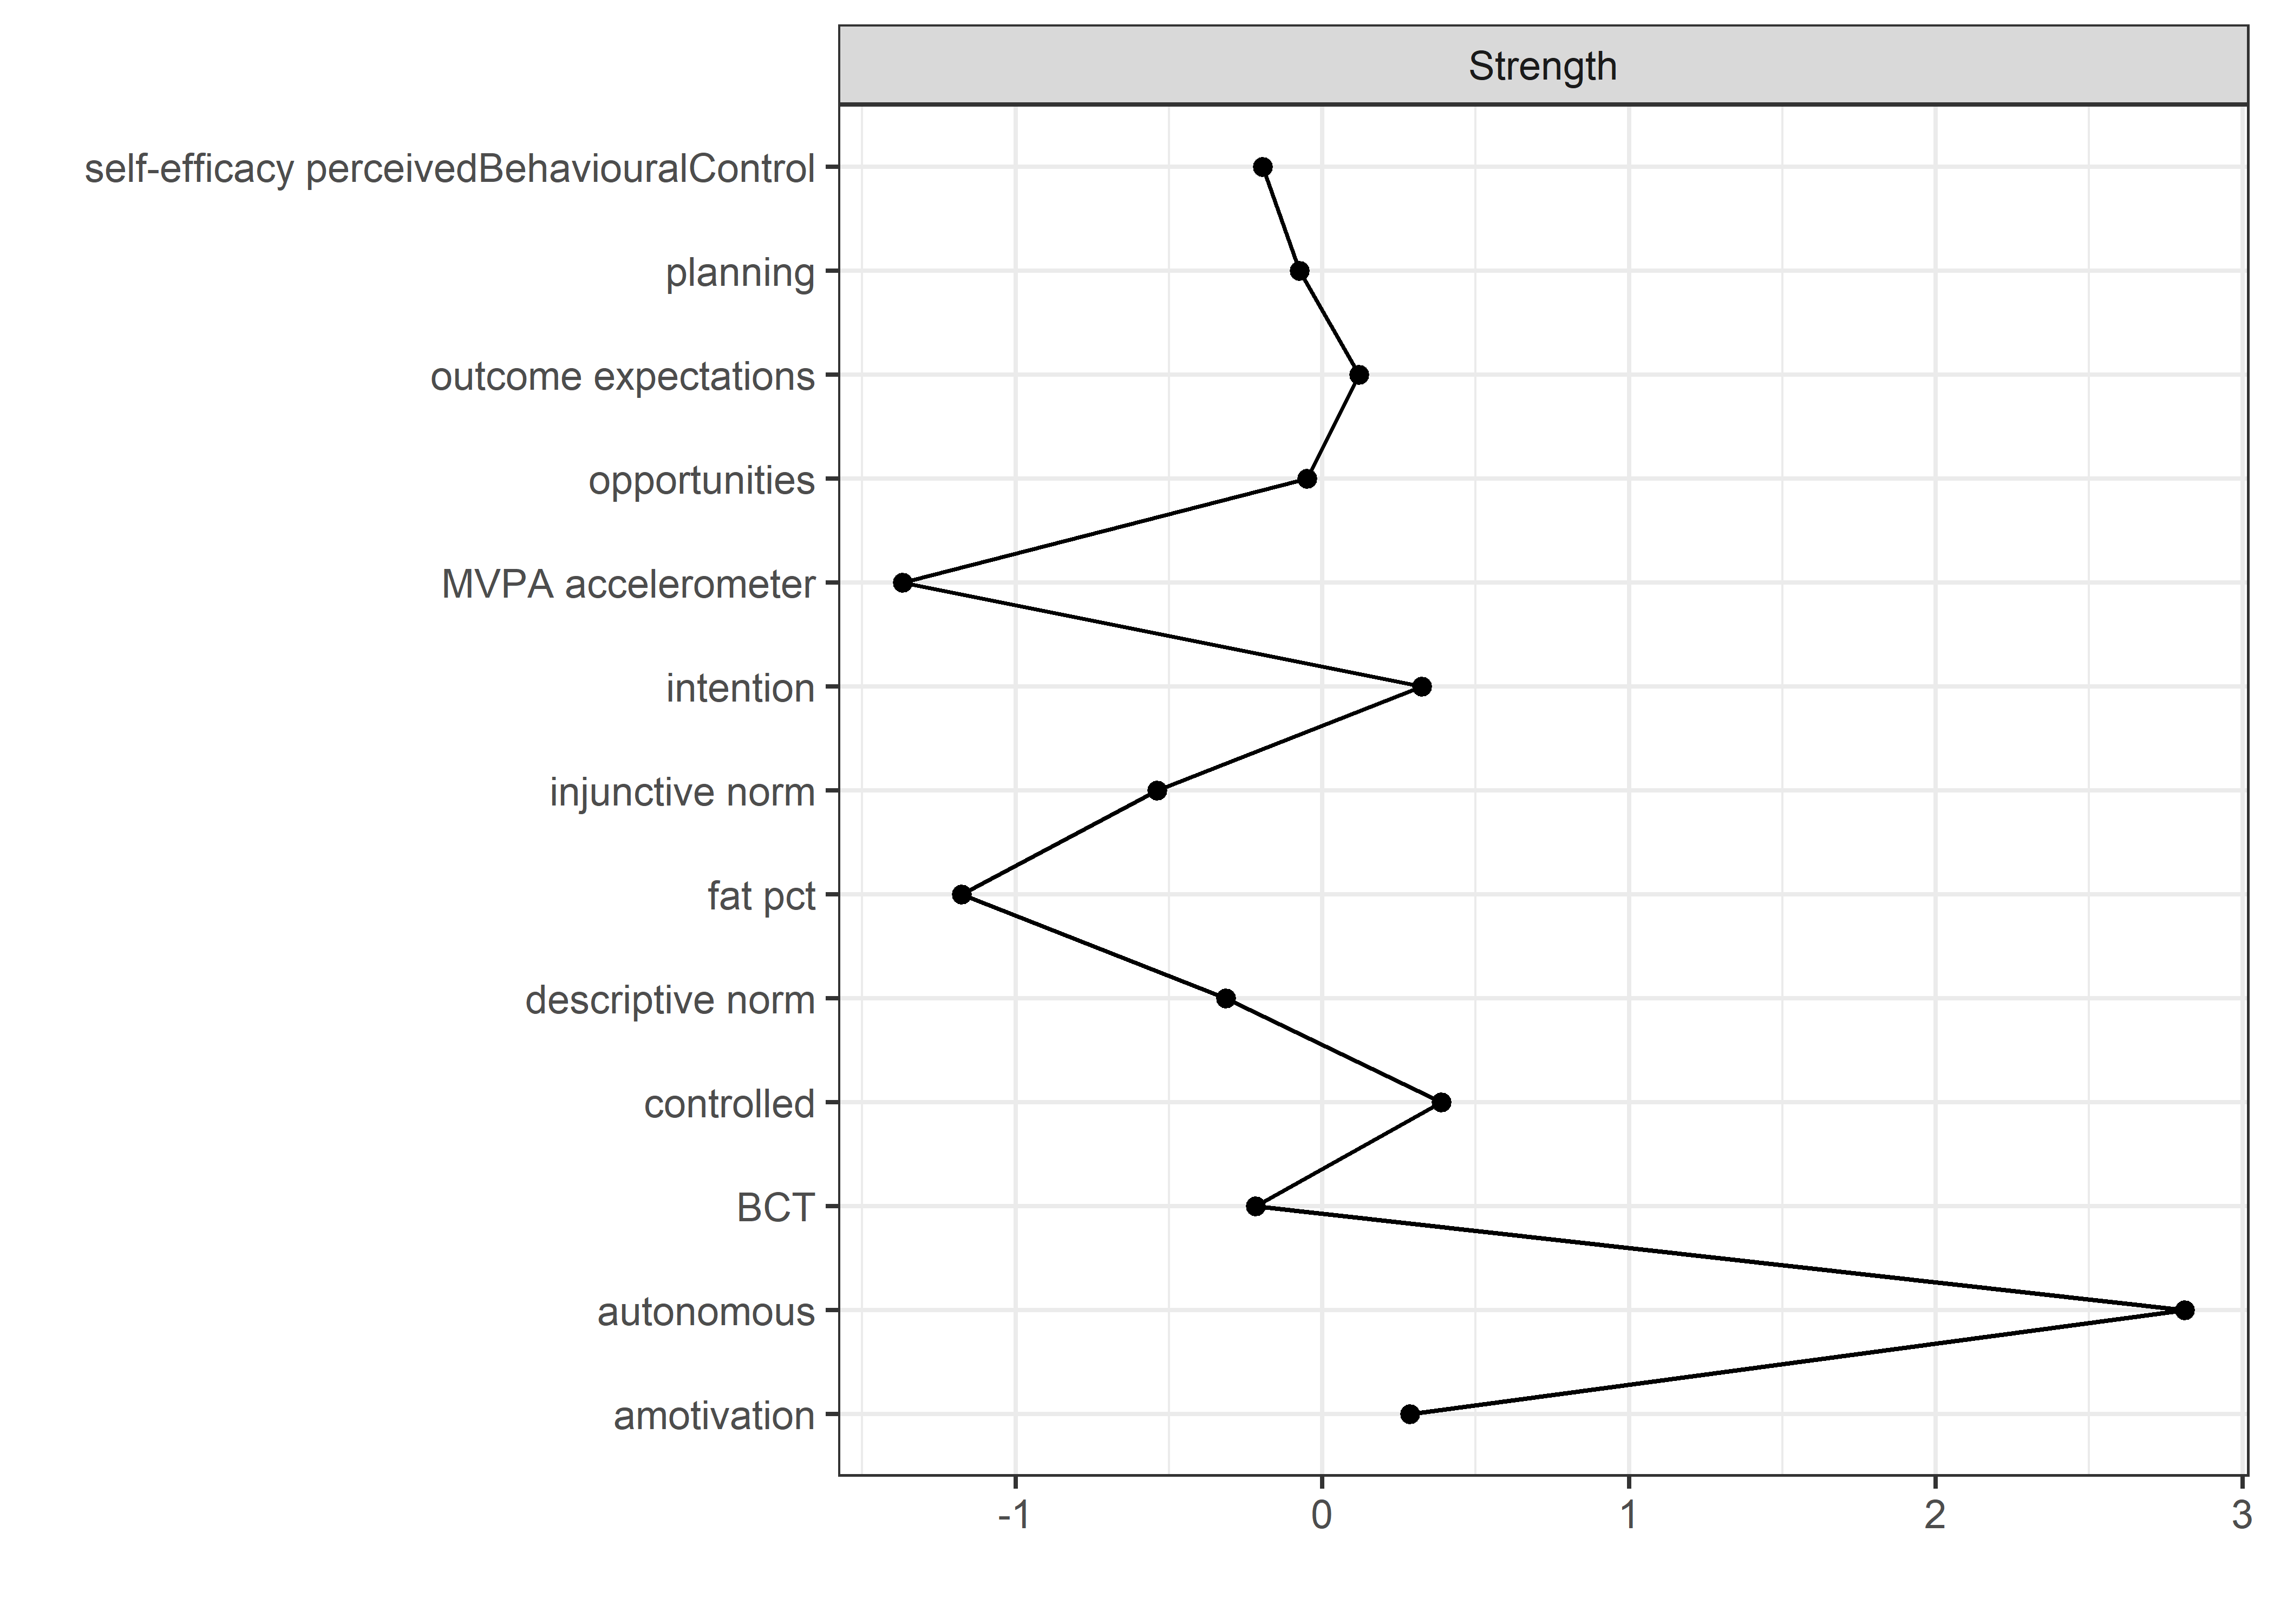 Strength
self-efficacy perceivedBehaviouralControl
planning
outcome expectations
opportunities
MVPA accelerometer
intention
injunctive norm
fat pct
descriptive norm
controlled
BCT
autonomous
amotivation
-1 0 1 2 3